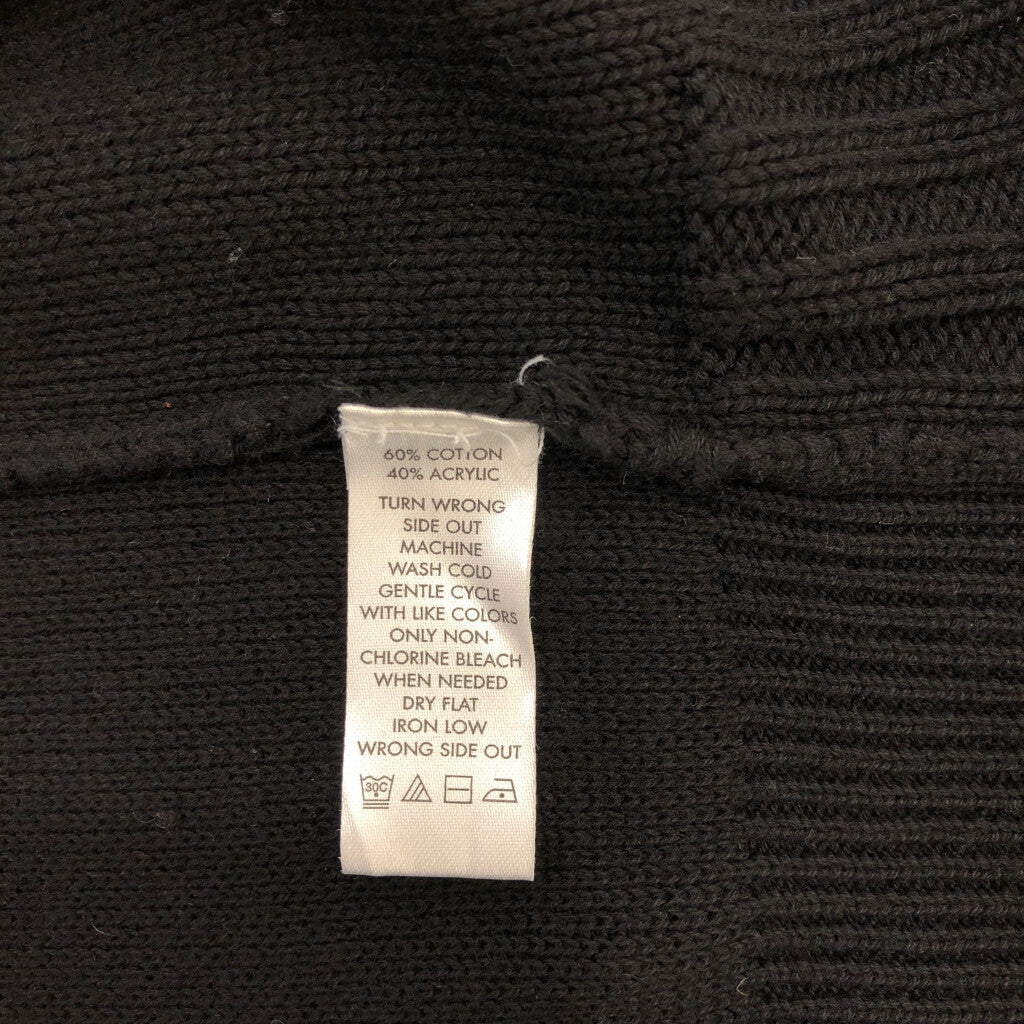 60% COTTON
40% ACRYLIC
TURN WRONG
SIDE OUT
MACHINE
WASH COLD
GENTLE CYCLE
WITH LIKE COLORS
ONLY NON-
CHLORINE BLEACH
WHEN NEEDED
DRY FLAT
IRON LOW
WRONG SIDE OUT
30C